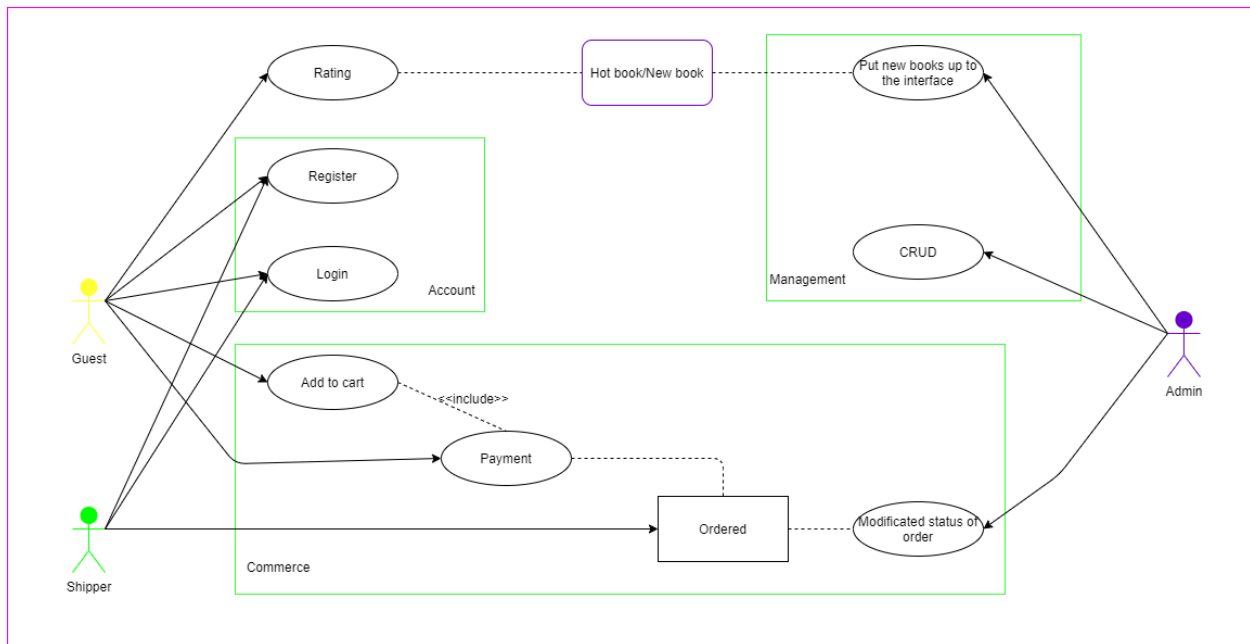 Rating
Hot book/New book
Put new books up to
the interface
Register
Login
Account
CRUD
Management
Guest
Admin
Add to cart
<<include>>
Payment
Ordered
Modificated status of
order
Commerce
Shipper